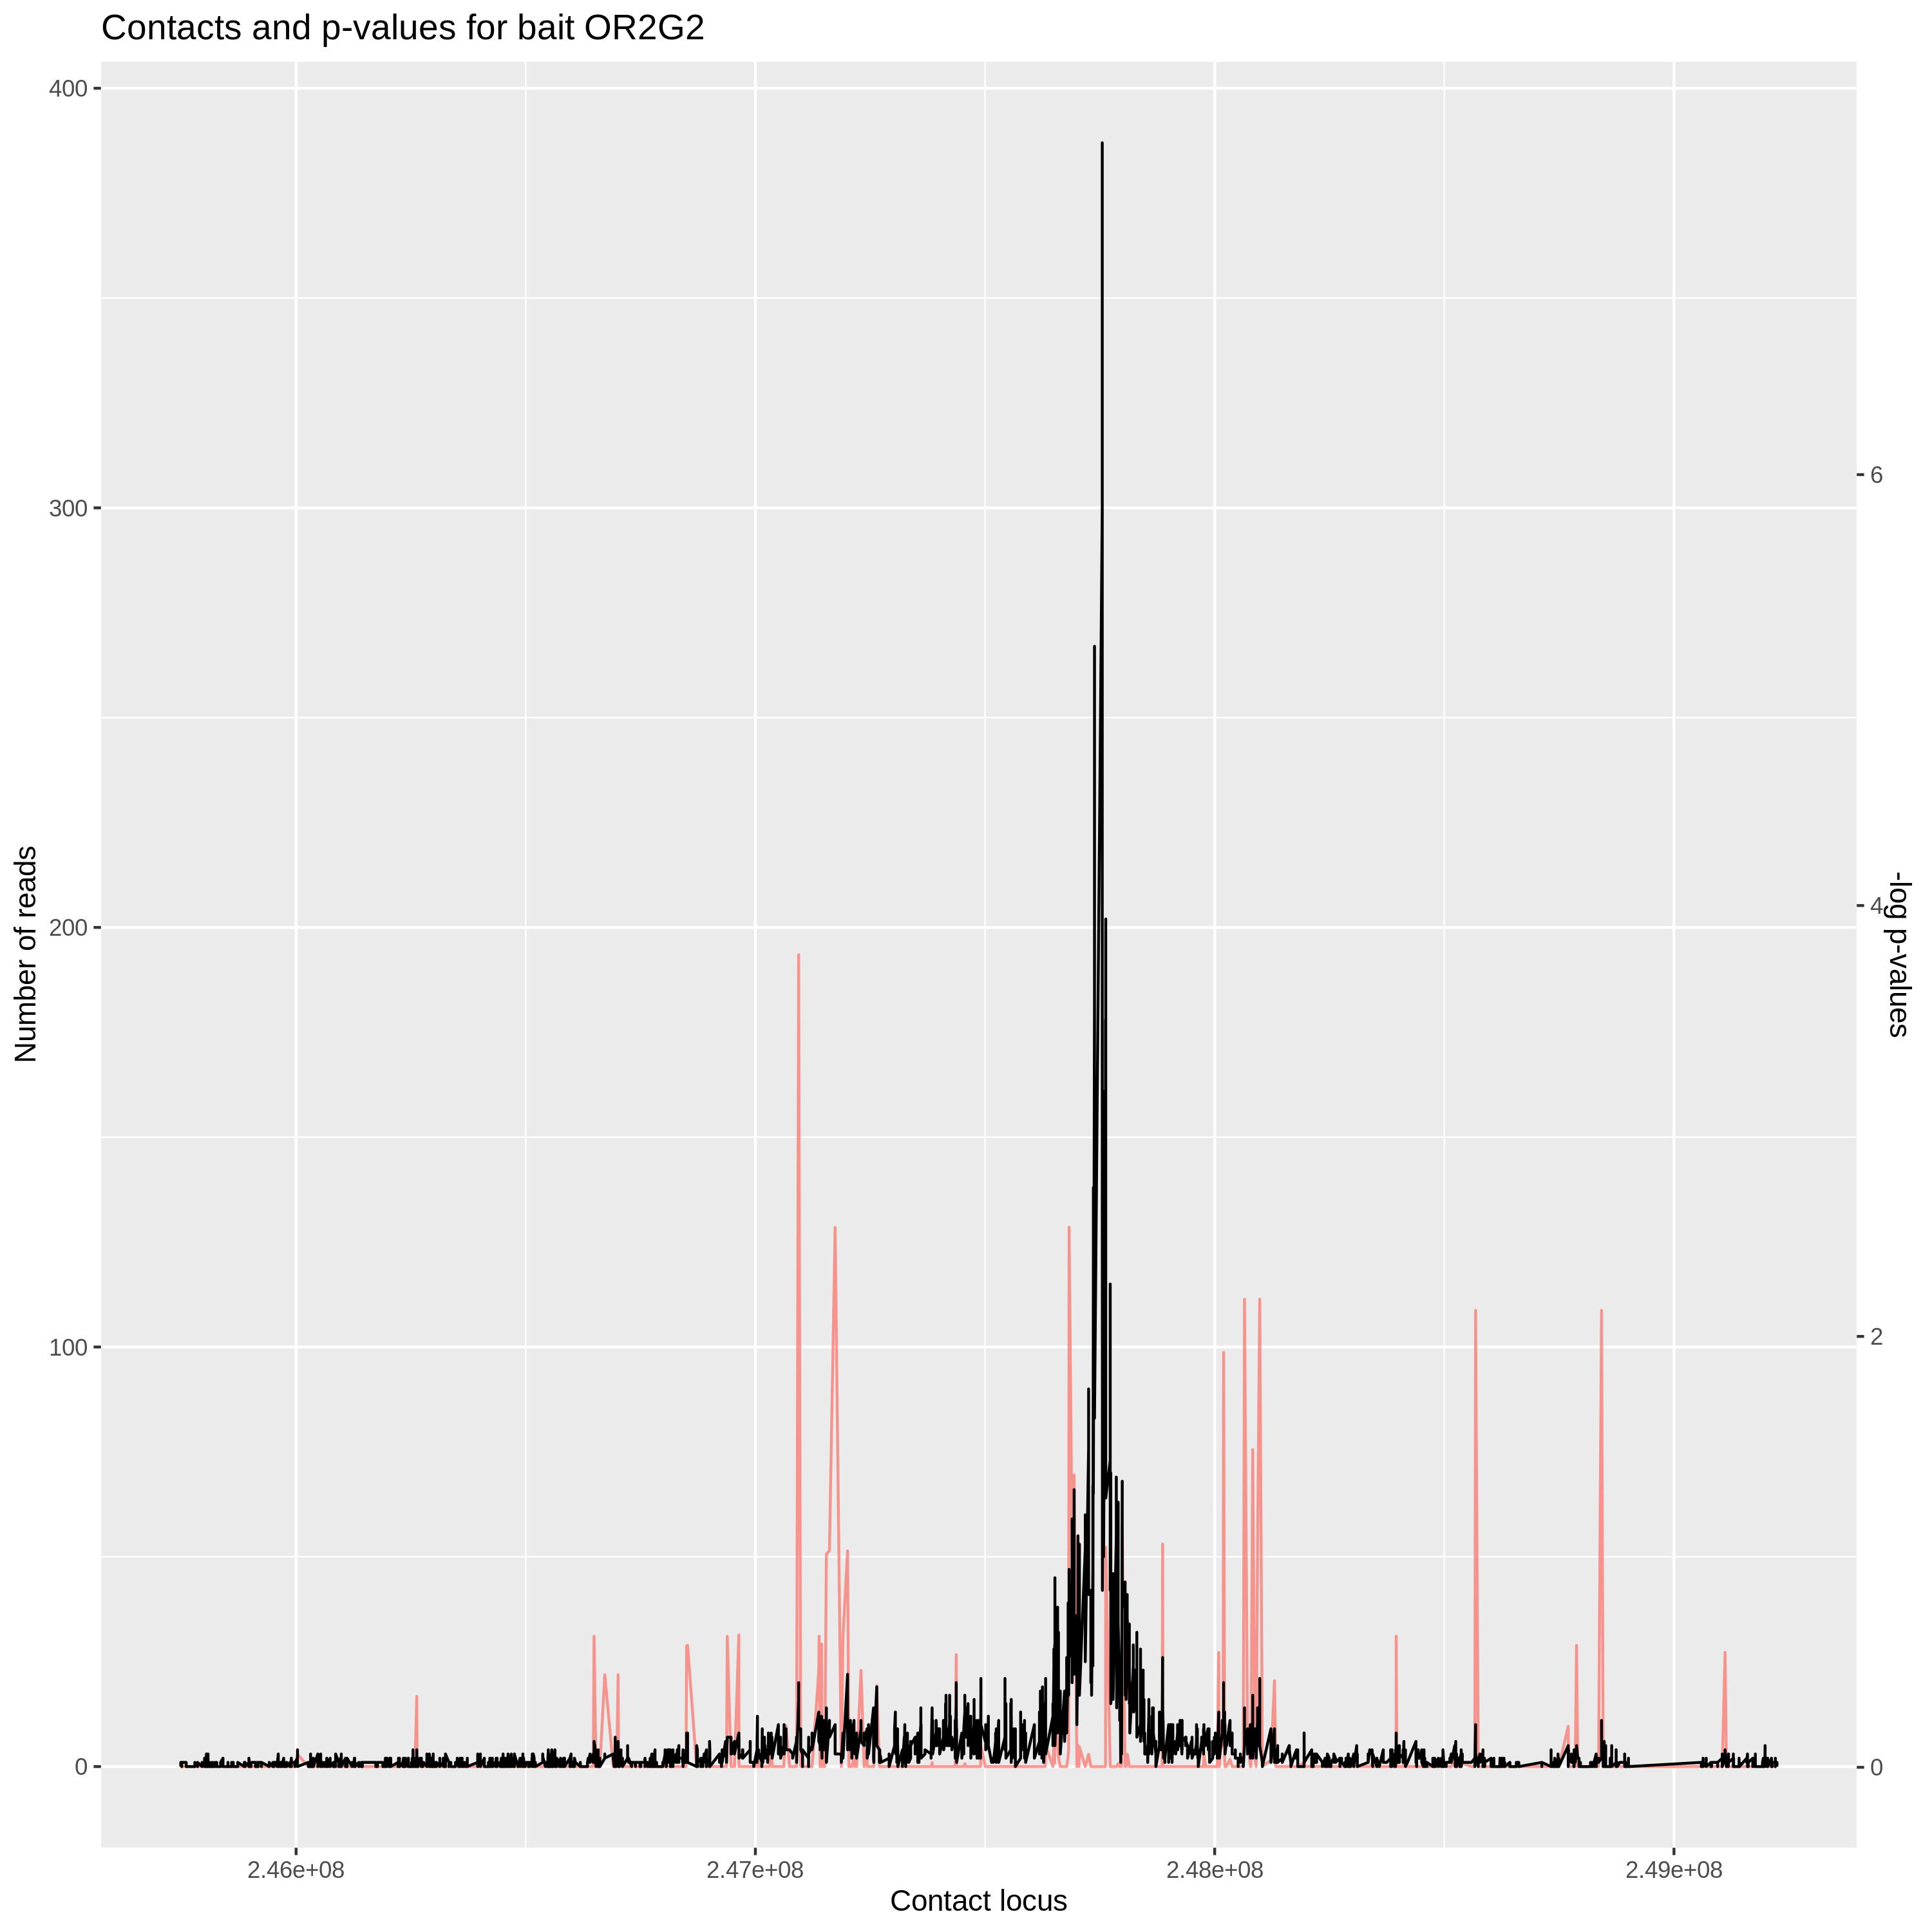 Contacts and p-values for bait OR2G2
400
300
200
100
0
Number of reads
6
4
2
0
-log p-values
2.46e+08
2.47e+08
2.48e+08
2.49e+08
Contact locus